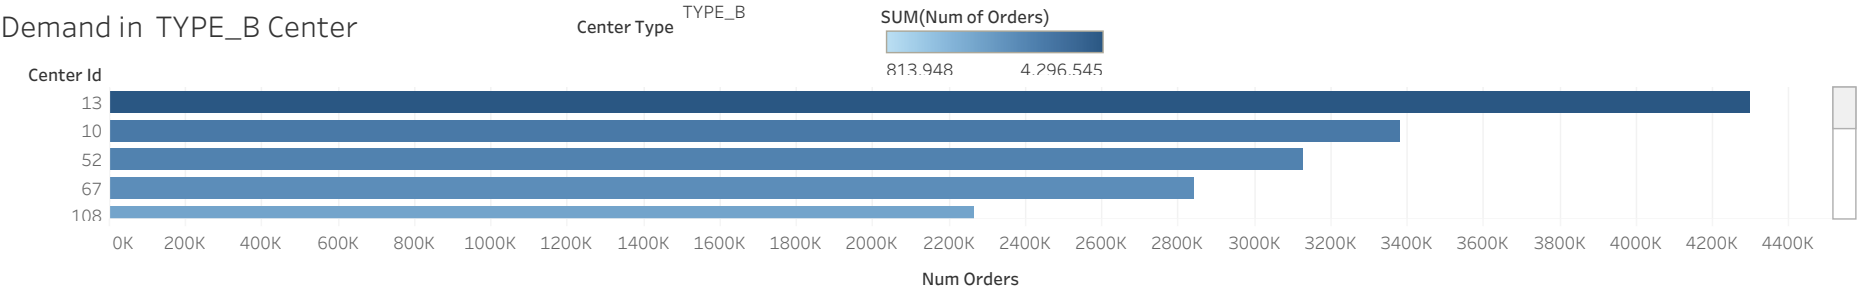 Demand in TYPE_B Center
Center Type
TYPE_B
SUM(Num of Orders)
813.948 4.296.545
Center Id
13
10
52
67
108
0K 200K 400K 600K 800K 1000K 1200K 1400K 1600K 1800K 2000K 2200K 2400K 2600K 2800K 3000K 3200K 3400K 3600K 3800K 4000K 4200K 4400K
Num Orders